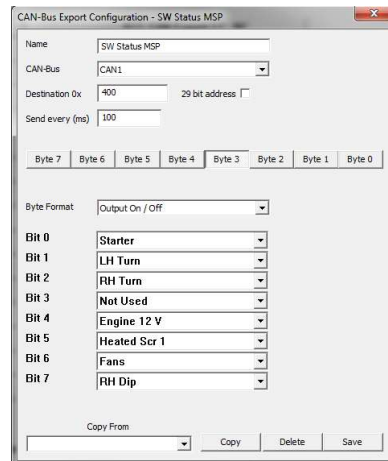 CAN-Bus Export Configuration - SW Status MSP
Name SW Status MSP
CAN-Bus CAN1
Destination 0x 400 29 bit address
Send every (ms) 100
Byte 7 Byte 6 Byte 5 Byte 4 Byte 3 Byte 2 Byte 1 Byte 0
Byte Format Output On / Off
Bit 0 Starter
Bit 1 LH Turn
Bit 2 RH Turn
Bit 3 Not Used
Bit 4 Engine 12 V
Bit 5 Heated Scr 1
Bit 6 Fans
Bit 7 RH Dip
Copy From
Copy Delete Save